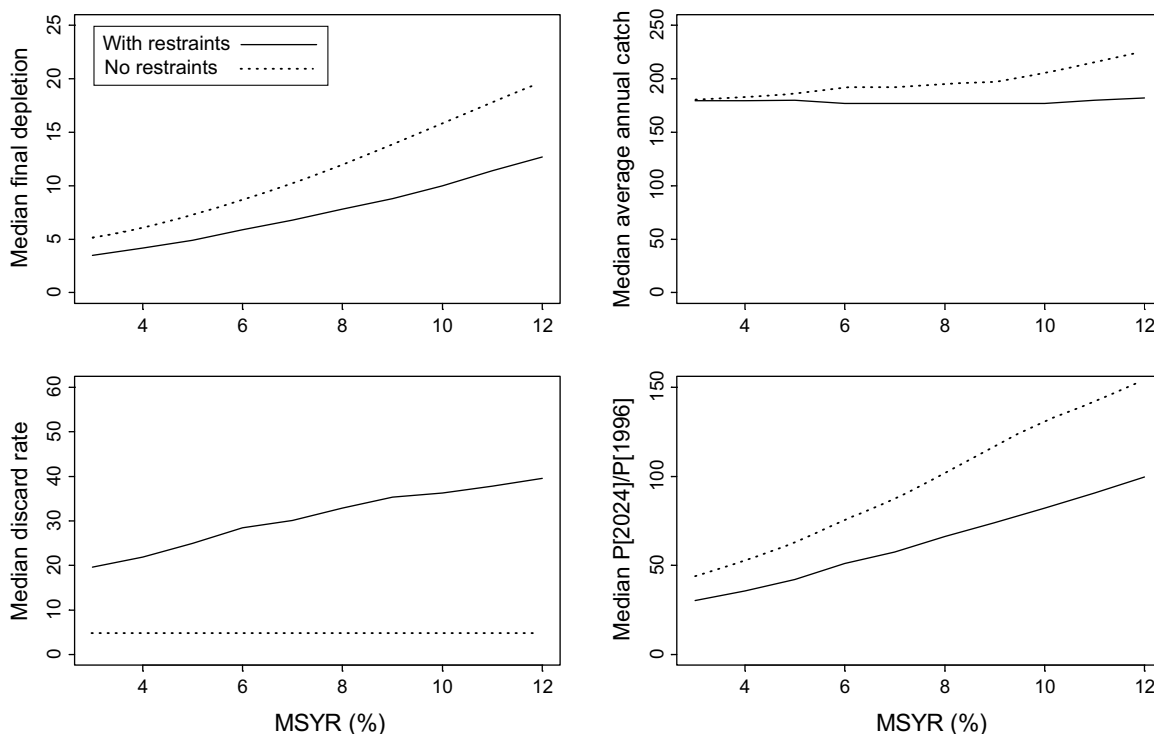 Median final depletion
0 5 10 15 20 25
With restraints
No restraints
4 6 8 10 12
Median average annual catch
0 50 100 150 200 250
4 6 8 10 12
Median discard rate
0 10 20 30 40 50 60
4 6 8 10 12
MSYR (%)
Median P[2024]/P[1996]
0 50 100 150
4 6 8 10 12
MSYR (%)